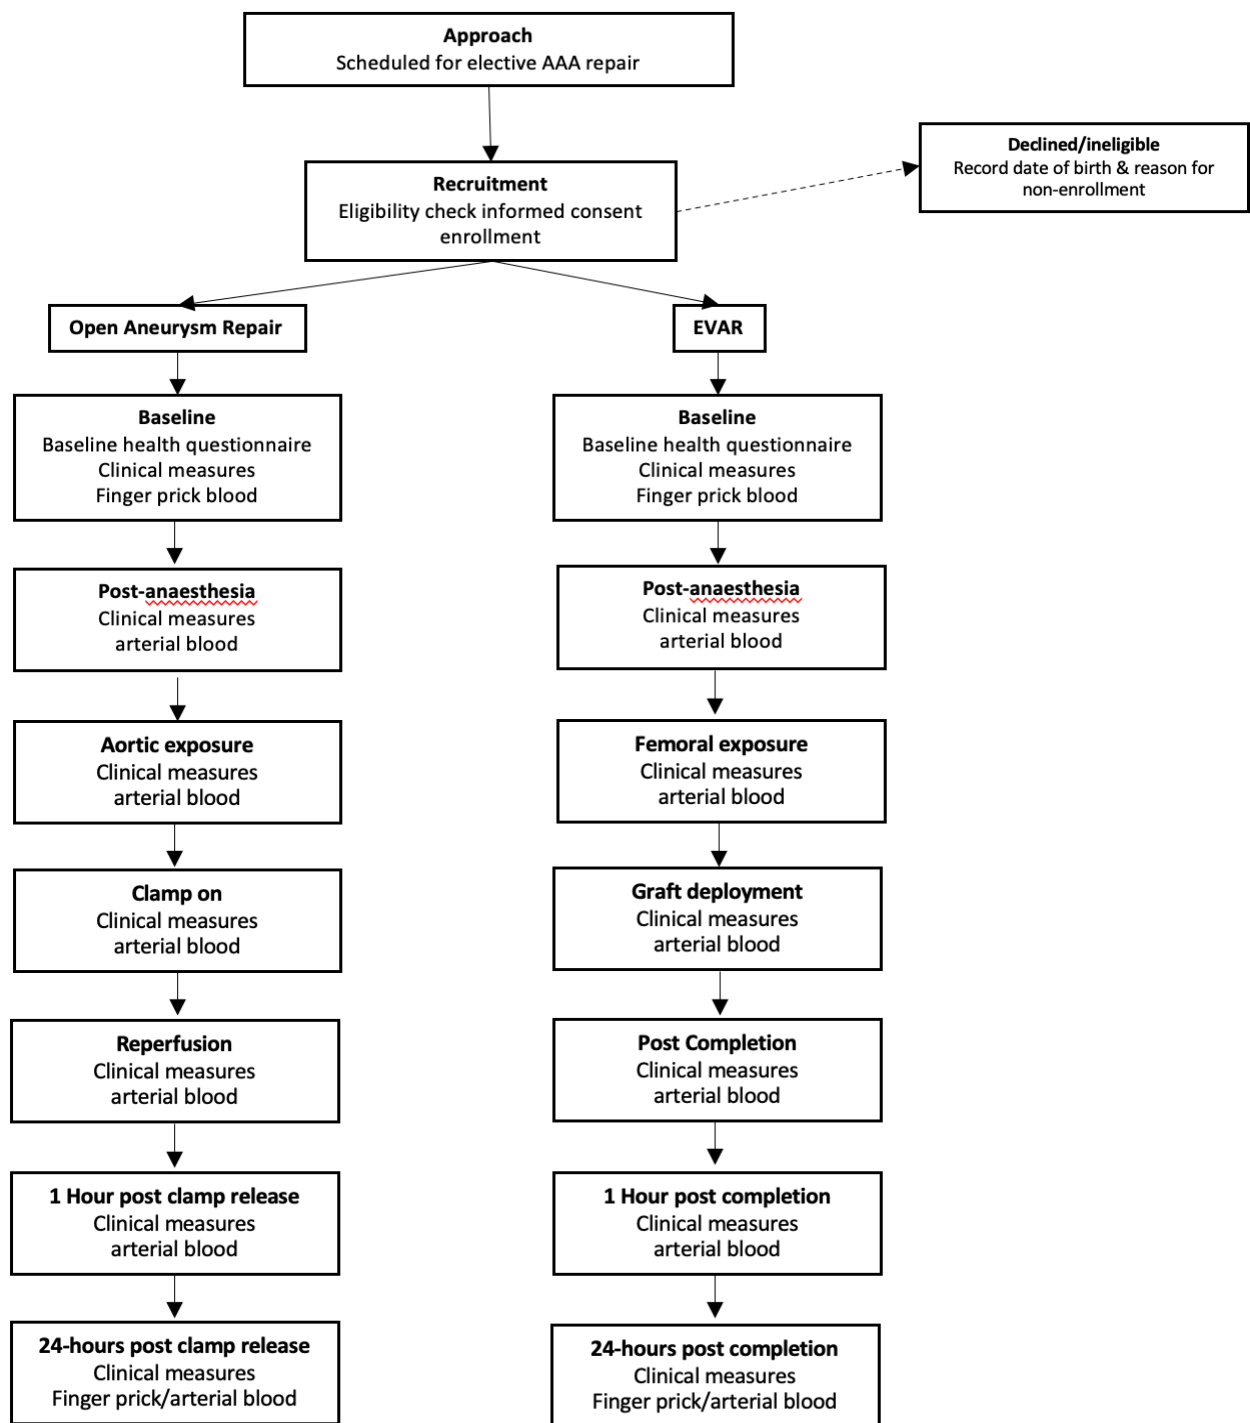 Approach
Scheduled for elective AAA repair
Declined/ineligible
Record date of birth & reason for
non-enrollment
Recruitment
Eligibility check informed consent
enrollment
Open Aneurysm Repair
EVAR
Baseline
Baseline health questionnaire
Clinical measures
Finger prick blood
Baseline
Baseline health questionnaire
Clinical measures
Finger prick blood
Post-anaesthesia
Clinical measures
arterial blood
Post-anaesthesia
Clinical measures
arterial blood
Aortic exposure
Clinical measures
arterial blood
Femoral exposure
Clinical measures
arterial blood
Clamp on
Clinical measures
arterial blood
Graft deployment
Clinical measures
arterial blood
Reperfusion
Clinical measures
arterial blood
Post Completion
Clinical measures
arterial blood
1 Hour post clamp release
Clinical measures
arterial blood
1 Hour post completion
Clinical measures
arterial blood
24-hours post clamp release
Clinical measures
Finger prick/arterial blood
24-hours post completion
Clinical measures
Finger prick/arterial blood